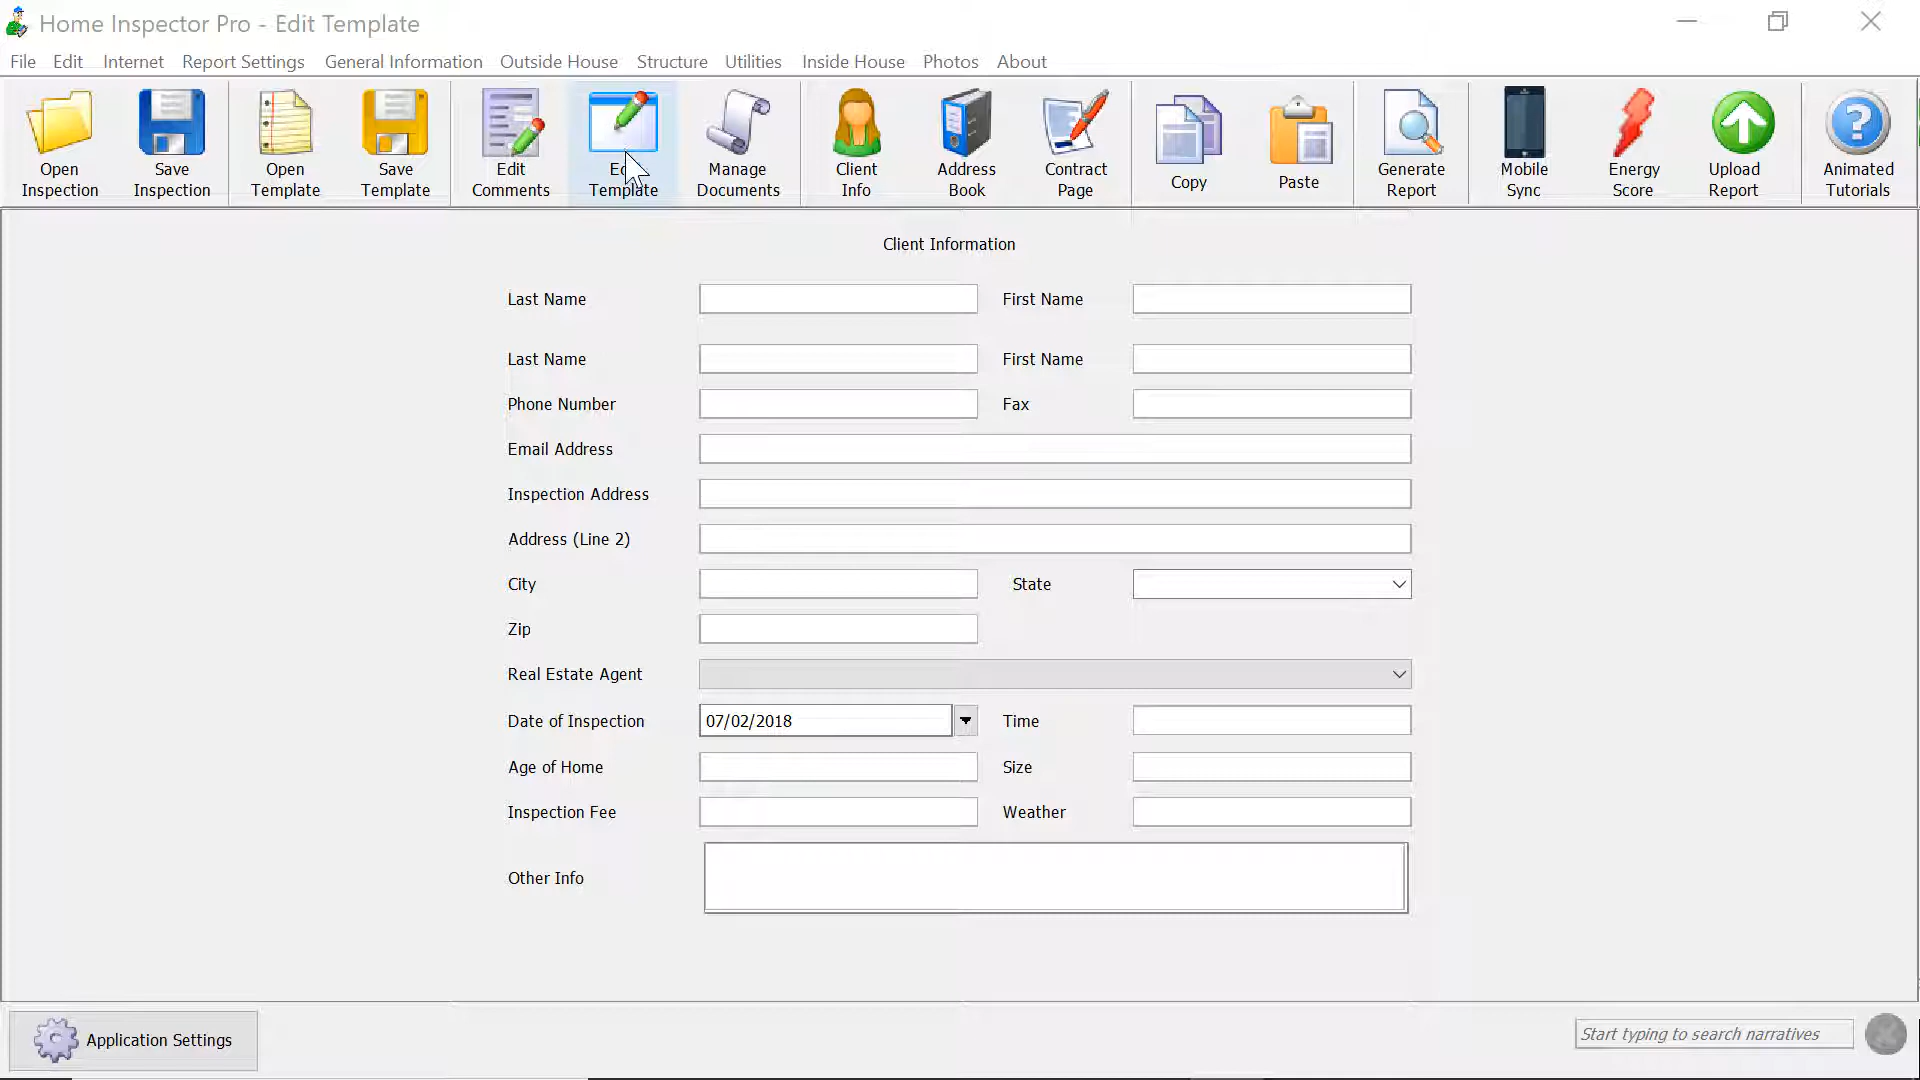 Home Inspector Pro - Edit Template
File Edit Internet Report Settings General Information Outside House Structure Utilities Inside House Photos About
Open Inspection
Save Inspection
Open Template
Save Template
Edit Comments
Template
Manage Documents
Client Info
Address Book
Contract Page
Copy
Paste
Generate Report
Mobile Sync
Energy Score
Upload Report
Animated Tutorials
Client Information
Last Name First Name
Last Name First Name
Phone Number Fax
Email Address
Inspection Address
Address (Line 2)
City State
Zip
Real Estate Agent
Date of Inspection 07/02/2018 Time
Age of Home Size
Inspection Fee Weather
Other Info
Application Settings
Start typing to search narratives